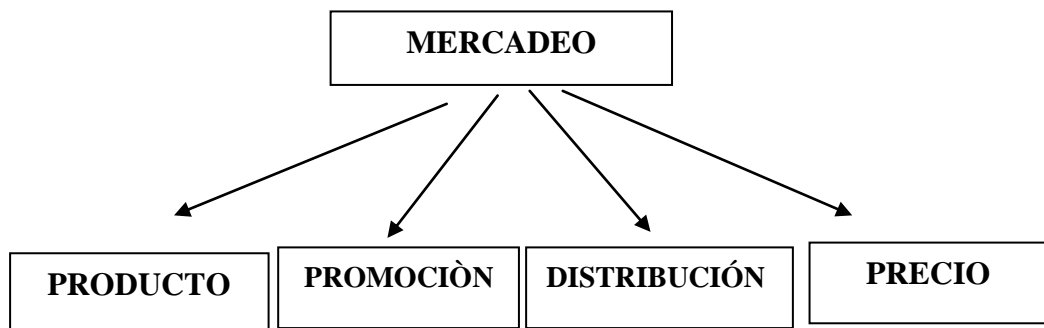 MERCADEO
PRODUCTO
PROMOCIÒN
DISTRIBUCIÓN
PRECIO